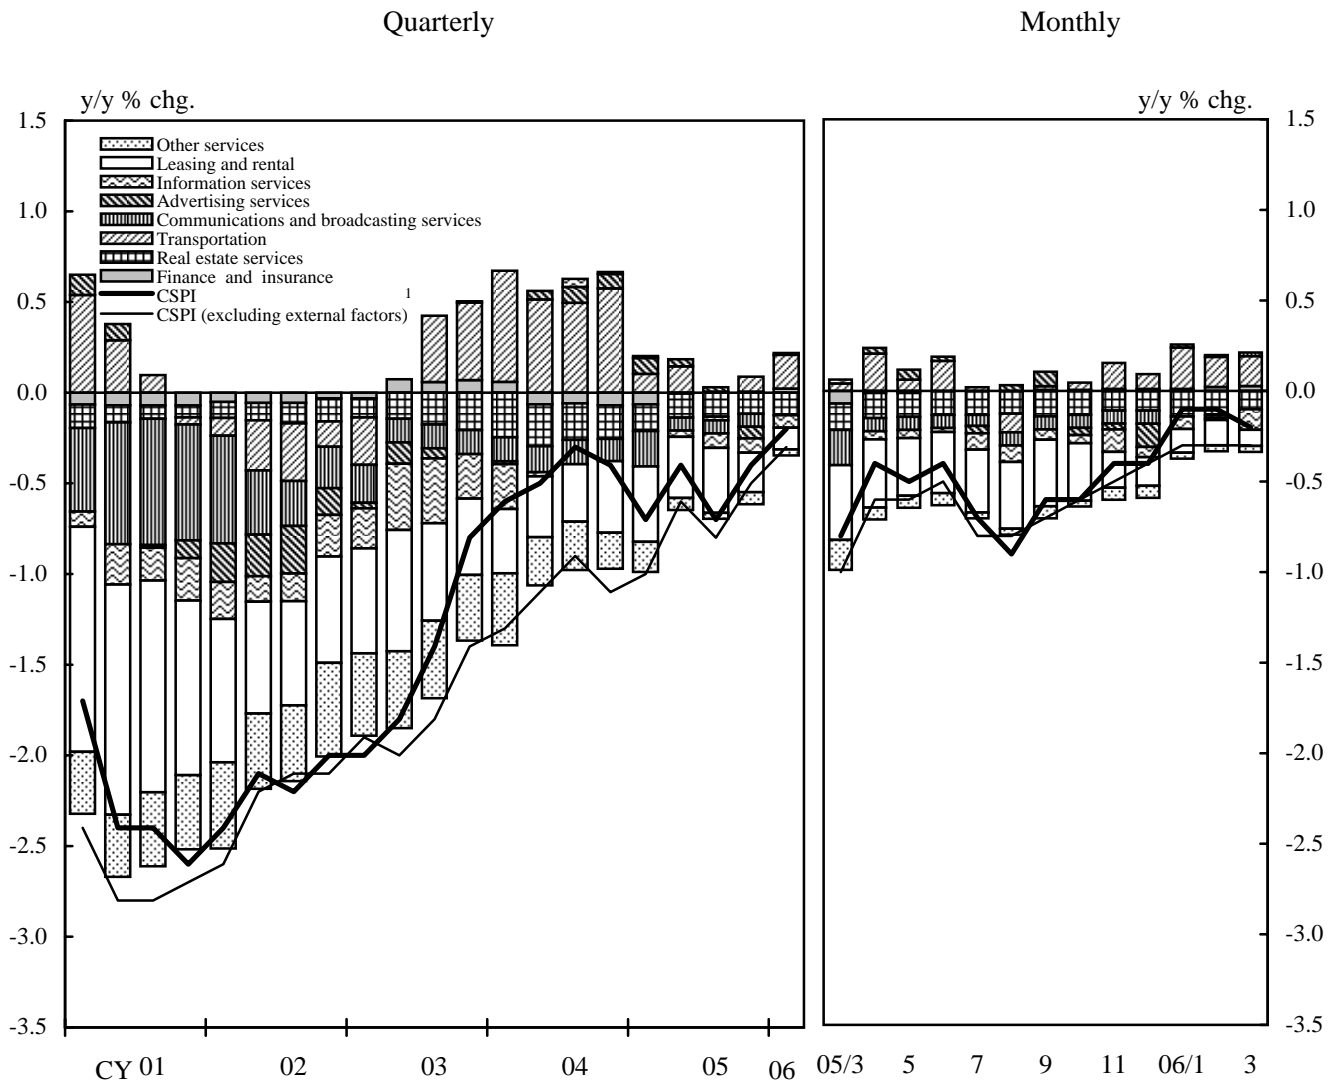 Quarterly
Monthly
y/y % chg.
y/y % chg.
Other services
Leasing and rental
Information services
Advertising services
Communications and broadcasting services
Transportation
Real estate services
Finance and insurance
CSPI
CSPI (excluding external factors) 1
1.5
1.0
0.5
0.0
-0.5
-1.0
-1.5
-2.0
-2.5
-3.0
-3.5
1.5
1.0
0.5
0.0
-0.5
-1.0
-1.5
-2.0
-2.5
-3.0
-3.5
CY 01 02 03 04 05 06
05/3 5 7 9 11 06/1 3